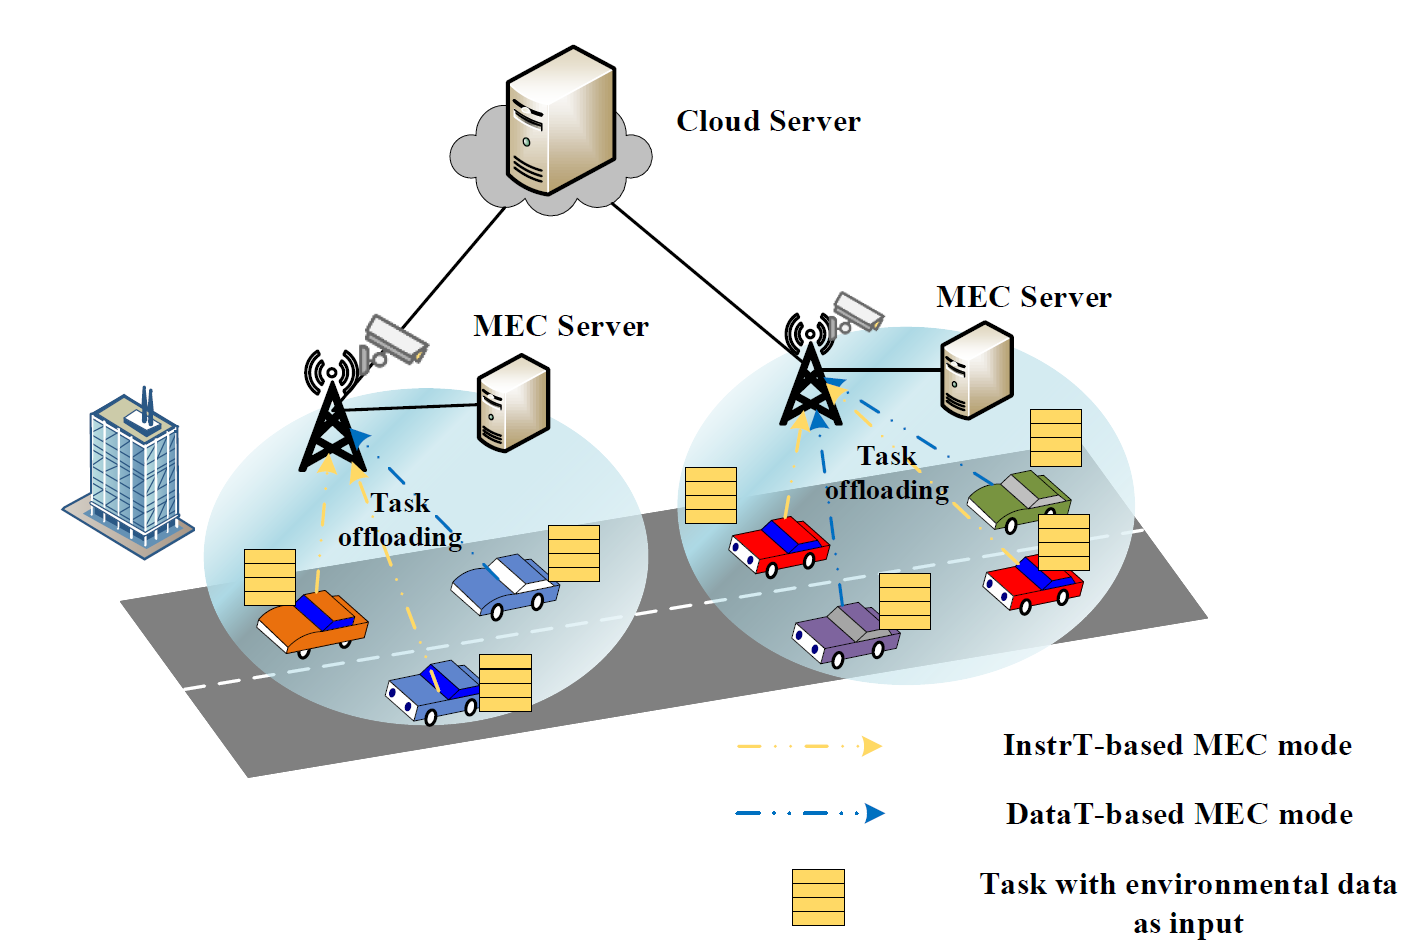 Cloud Server
MEC Server
MEC Server
Task
offloading
Task
offloading
InstrT-based MEC mode
DataT-based MEC mode
Task with environmental data
as input